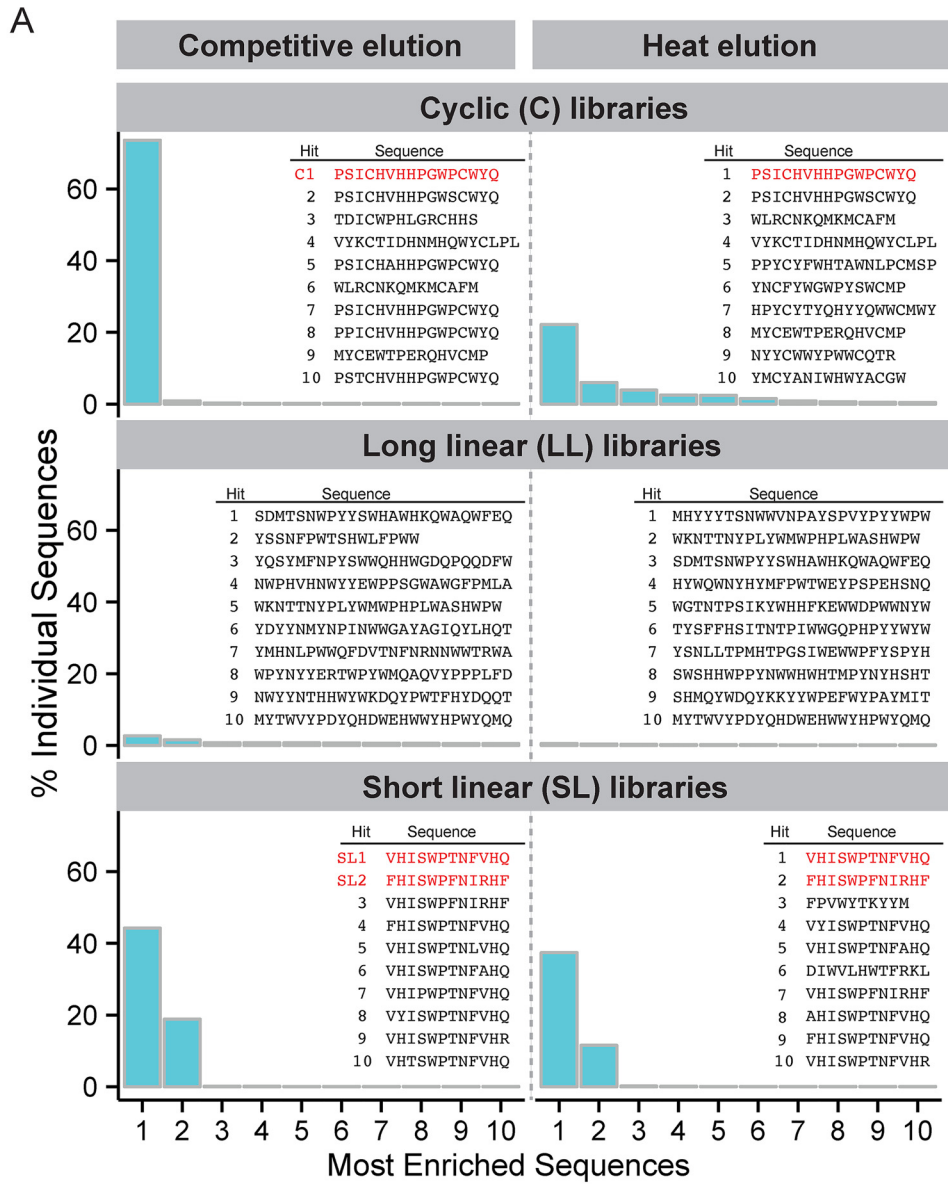 A
Competitive elution
Heat elution
Cyclic (C) libraries
Hit Sequence
C1 PSICHVHHPGWPCWYQ
2 PSICHVHHPGWSCWYQ
3 TDICWPHLGRCHHS
4 VYKCTIDHNMHQWYCLPL
5 PSICHAHHPGWPCWYQ
6 WLRCNKQMKMCAFM
7 PSICHVQHPGWPCWYQ
8 PPICHVHHPGWPCWYQ
9 MYCEWTPERQHVCMP
10 PSTCHVHHPGWPCWYQ
Hit Sequence
1 PSICHVHHPGWPCWYQ
2 PSICHVHHPGWSCWYQ
3 WLRCNKQMKMCAFM
4 VYKCTIDHNMHQWYCLPL
5 PPYCYFWHTAWNLPCMSP
6 YNCFYWGWPYSWCMP
7 HPYCYTYQHYYQWWCMWY
8 MYCEWTPERQHVCMP
9 NYYCWWYPWWCQTR
10 YMCYANIWHWYACGW
60
40
20
0
Long linear (LL) libraries
Hit Sequence
1 SDMTSNWPYYSWHAWHKQWAQWFEQ
2 YSSNFPWTSHWLFPWW
3 YQSYMFNPYSWWQHHWGDQPQQDFW
4 NWPHVHNWYYEWPPSGWAWGFPMLA
5 WKNTTNYPLYWMWPHPLWASHWPW
6 YDYYNMYNPINWWGAYAGIQYLHQT
7 YMHNLPWWQFDVTNFNRNNWWTRWA
8 WPYNYYERTWPYWMQAQVYPPPLFD
9 NWYYNTHHWYWKDQYPWTFHYDQQT
10 MYTWVYPDYQHDWEHWWYHPWYQMQ
Hit Sequence
1 MHYYYTSNWWVNPAYSPVYPYYWPW
2 WKNTTNYPLYWMWPHPLWASHWPW
3 SDMTSNWPYYSWHAWHKQWAQWFEQ
4 HYWQWNYHYMFPWTWEYPSPEHSNQ
5 WGTNTPSIKYWHHFKEWWDPWWNYW
6 TYSFFHSITNTPIWWGQPHPYYWYW
7 YSNLLTPMHTPGSIWEWWPFYSPYH
8 SWSHHWPPYNWWHWHTMPYNYHSHT
9 SHMQYWDQYKKYYWPEFWYPAYMIT
10 MYTWVYPDYQHDWEHWWYHPWYQMQ
60
40
20
0
Short linear (SL) libraries
Hit Sequence
SL1 VHISWPTNFVHQ
SL2 FHISWPFNIRHF
3 VHISWPFNIRHF
4 FHISWPTNFVHQ
5 VHISWPTNLVHQ
6 VHISWPTNFAHQ
7 VHIPWPTNFVHQ
8 VYISWPTNFVHQ
9 VHISWPTNFVHR
10 VHTSWPTNFVHQ
Hit Sequence
1 VHISWPTNFVHQ
2 FHISWPFNIRHF
3 FPVWYTKYYM
4 VYISWPTNFVHQ
5 VHISWPTNFAHQ
6 DIWVLHWTFRKL
7 VHISWPFNIRHF
8 AHISWPTNFVHQ
9 FHISWPTNFVHQ
10 VHISWPTNFVHR
60
40
20
0
% Individual Sequences
1 2 3 4 5 6 7 8 9 10
1 2 3 4 5 6 7 8 9 10
Most Enriched Sequences